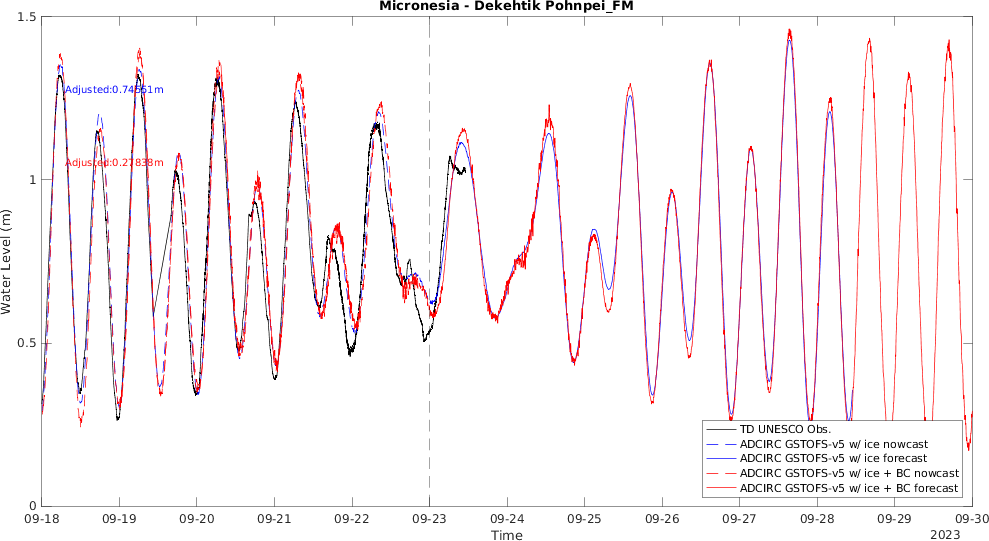 Micronesia - Dekehtik Pohnpei_FM
1.5
1
0.5
0
Water Level (m)
Adjusted:0.74551m
Adjusted:0.27838m
TD UNESCO Obs.
ADCIRC GSTOFS-v5 w/ ice nowcast
ADCIRC GSTOFS-v5 w/ ice forecast
ADCIRC GSTOFS-v5 w/ ice + BC nowcast
ADCIRC GSTOFS-v5 w/ ice + BC forecast
09-18 09-19 09-20 09-21 09-22 09-23 09-24 09-25 09-26 09-27 09-28 09-29 09-30
Time
2023